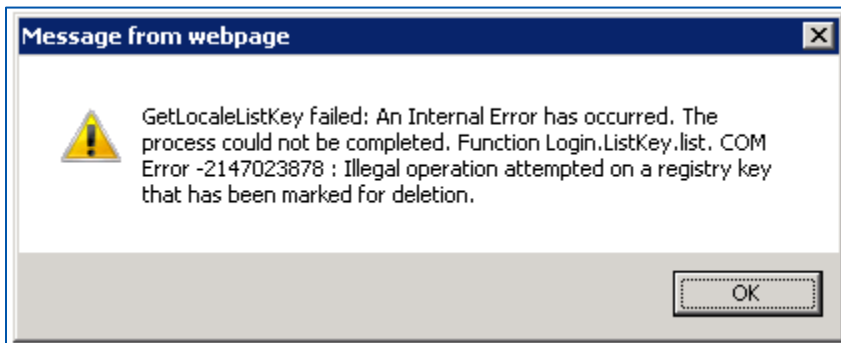 Message from webpage
GetLocaleListKey failed: An Internal Error has occurred. The
process could not be completed. Function Login.ListKey.list. COM
Error -2147023878 : Illegal operation attempted on a registry key
that has been marked for deletion.
OK